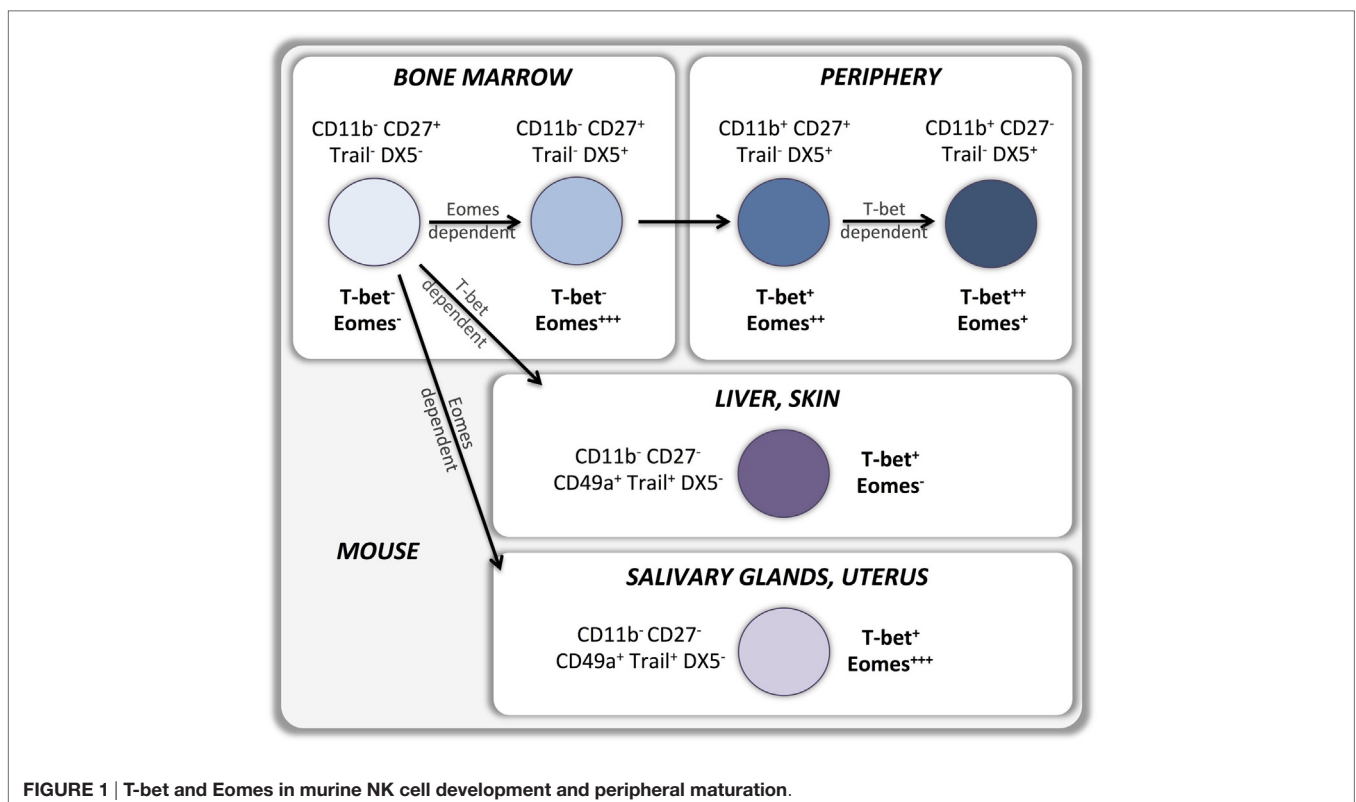 BONE MARROW
CD11b⁻ CD27⁺
Trail⁻ DX5⁻
CD11b⁻ CD27⁺
Trail⁻ DX5⁺
Eomes
dependent
T-bet⁻
Eomes⁻
T-bet⁻
Eomes⁺⁺⁺
PERIPHERY
CD11b⁺ CD27⁺
Trail⁻ DX5⁺
CD11b⁺ CD27⁻
Trail⁻ DX5⁺
T-bet
dependent
T-bet⁺
Eomes⁺⁺
T-bet⁺⁺
Eomes⁺
T-bet
dependent
Eomes
dependent
LIVER, SKIN
CD11b⁻ CD27⁻
CD49a⁺ Trail⁺ DX5⁻
T-bet⁺
Eomes⁻
MOUSE
SALIVARY GLANDS, UTERUS
CD11b⁻ CD27⁻
CD49a⁺ Trail⁺ DX5⁻
T-bet⁺
Eomes⁺⁺⁺
FIGURE 1 | T-bet and Eomes in murine NK cell development and peripheral maturation.